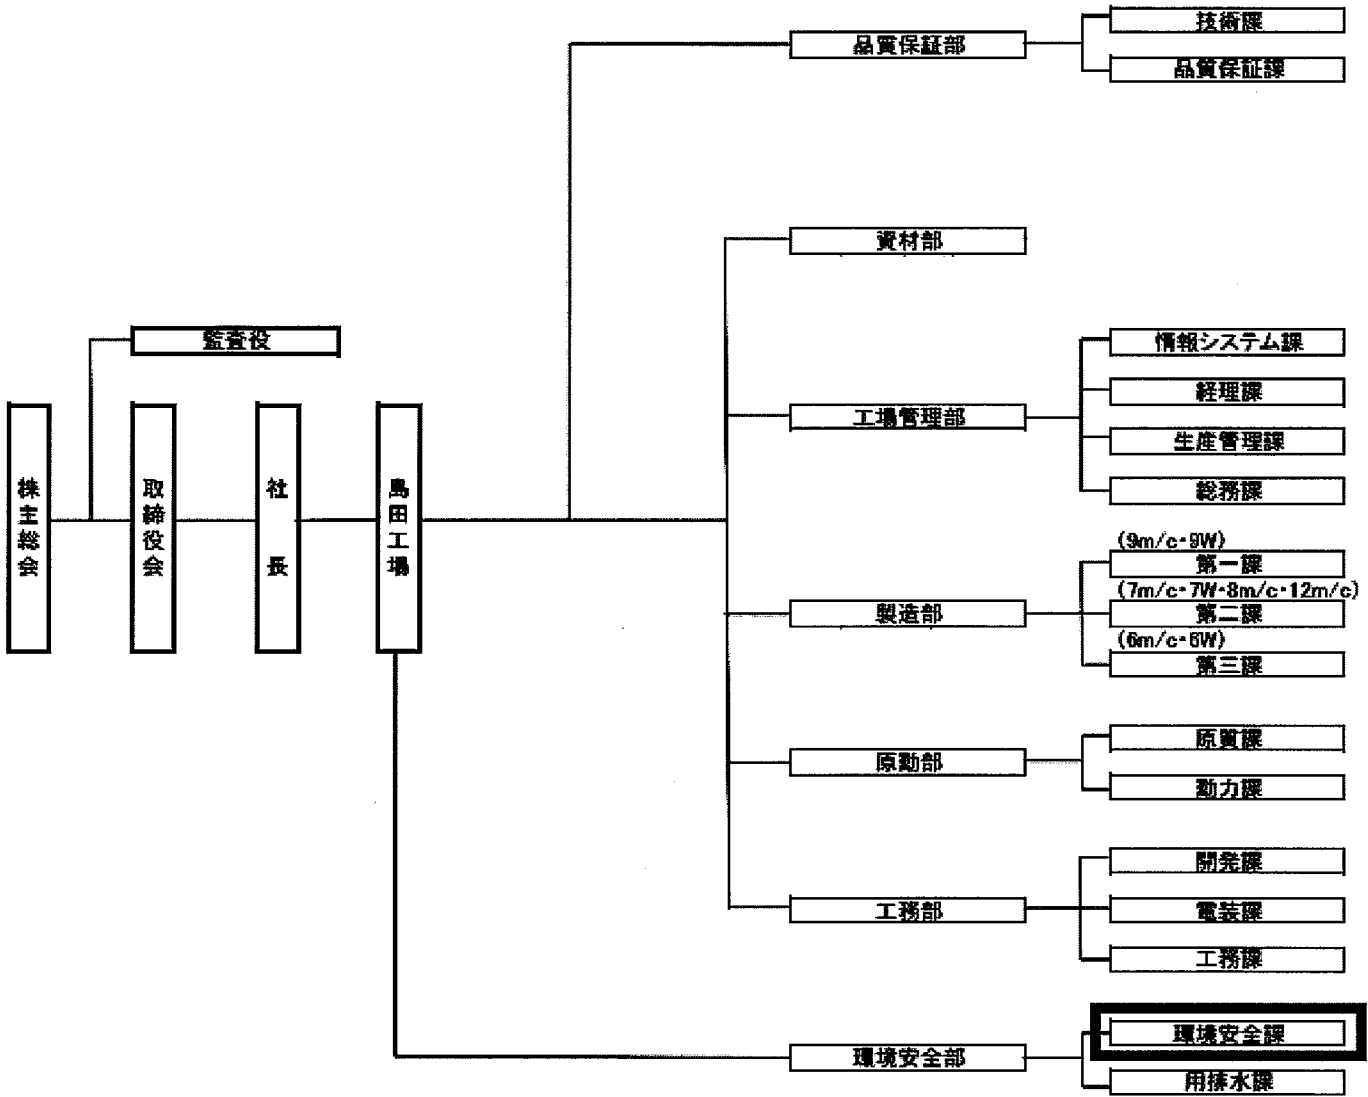 技術課
品質保証部
品質保証課
資材部
監査役
情報システム課
経理課
工場管理部
生産管理課
総務課
株主総会
取締役会
社長
島田工場
(9m/c・9W)
第一課
(7m/c・7W・8m/c・12m/c)
製造部
第二課
(6m/c・6W)
第三課
原質課
原動部
動力課
開発課
工務部
電装課
工務課
環境安全課
環境安全部
用排水課